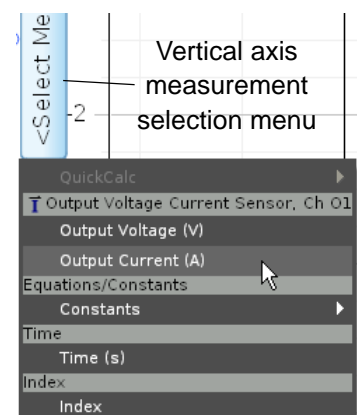 <Select Me
Vertical axis
measurement
selection menu
-2
QuickCalc
Output Voltage Current Sensor, Ch O1
Output Voltage (V)
Output Current (A)
Equations/Constants
Constants
Time
Time (s)
Index
Index